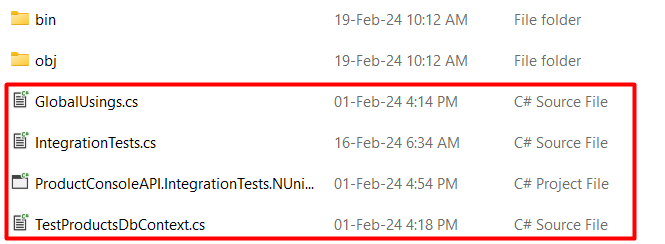 bin 19-Feb-24 10:12 AM File folder
obj 19-Feb-24 10:12 AM File folder
GlobalUsings.cs 01-Feb-24 4:14 PM C# Source File
IntegrationTests.cs 16-Feb-24 6:34 AM C# Source File
ProductConsoleAPI.IntegrationTests.NUni... 01-Feb-24 4:54 PM C# Project File
TestProductsDbContext.cs 01-Feb-24 4:18 PM C# Source File